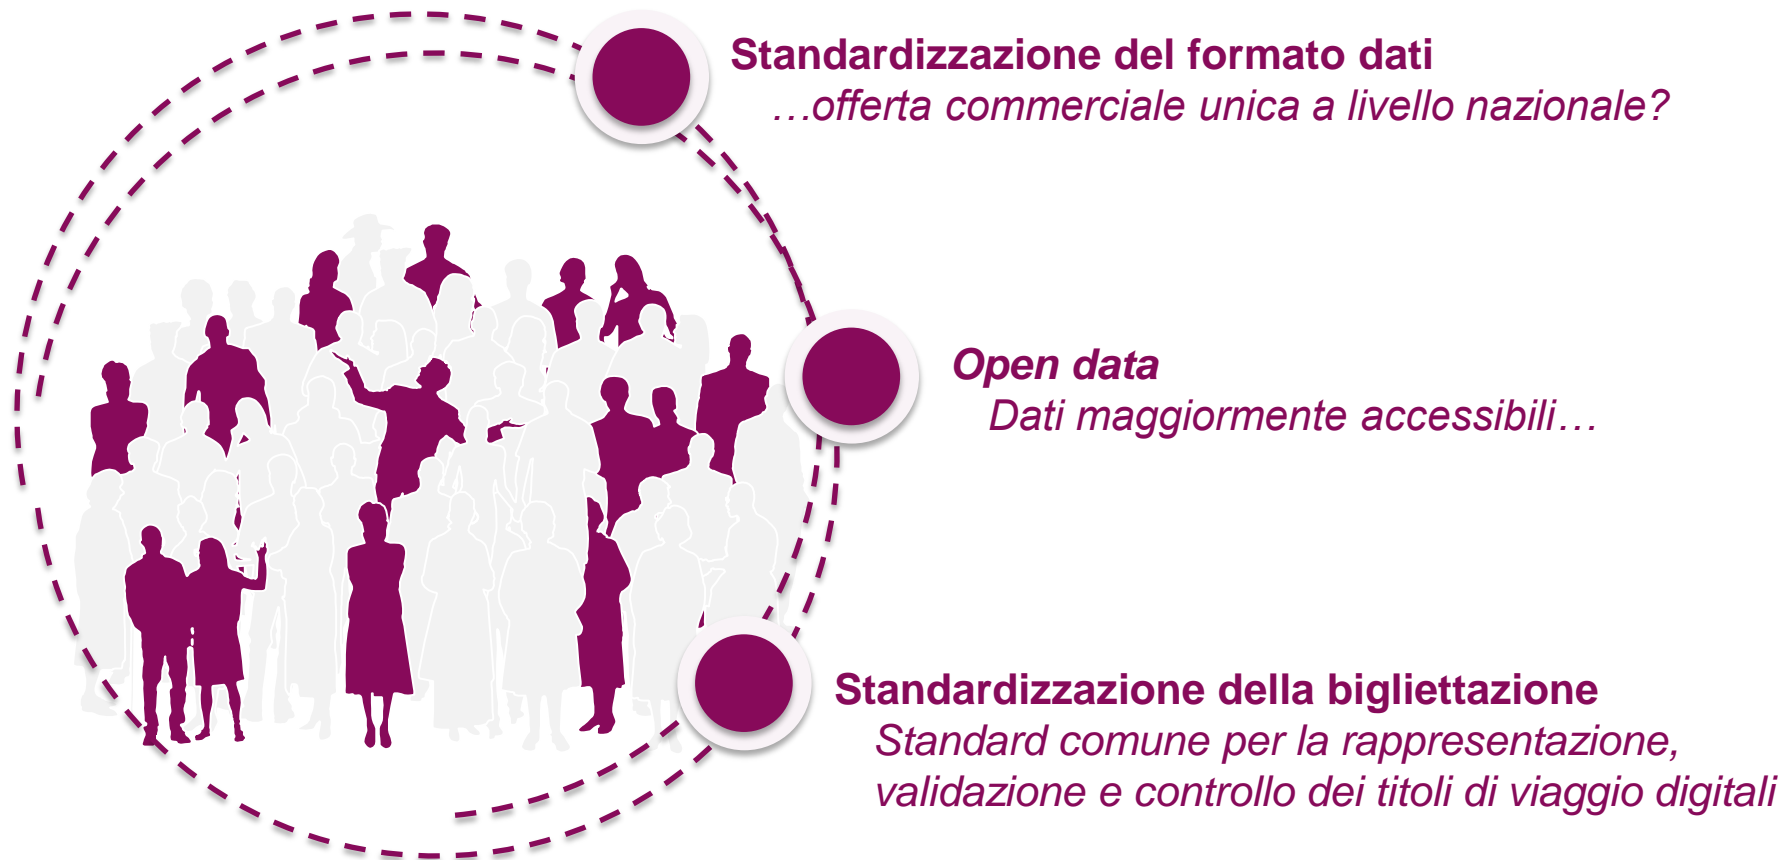 Standardizzazione del formato dati
…offerta commerciale unica a livello nazionale?
Open data
Dati maggiormente accessibili…
Standardizzazione della bigliettazione
Standard comune per la rappresentazione,
validazione e controllo dei titoli di viaggio digitali